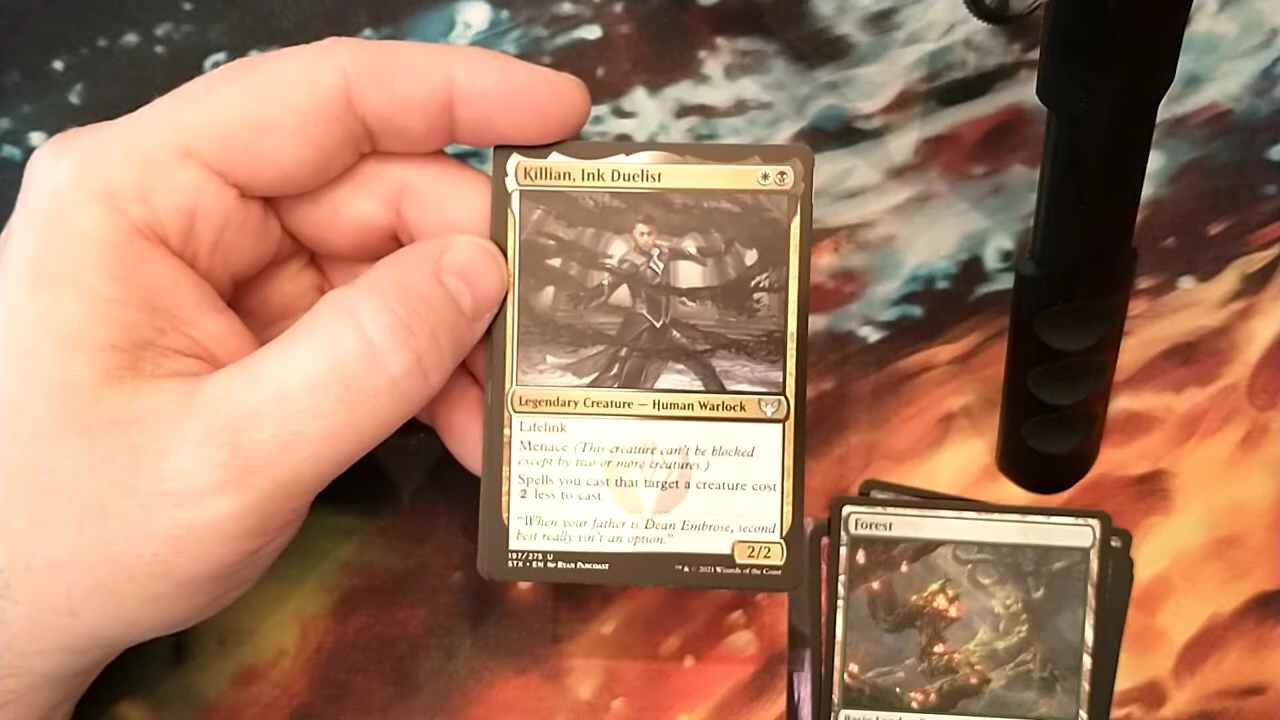 Killian, Ink Duelist
Legendary Creature — Human Warlock
Lifelink
Menace (This creature can't be blocked
except by two or more creatures.)
Spells you cast that target a creature cost
2 less to cast.
"When your father is Dean Embrose, second
best really isn't an option."
2/2
197/275 U
STX • EN Ryan Pancoast
™ & © 2021 Wizards of the Coast
Forest